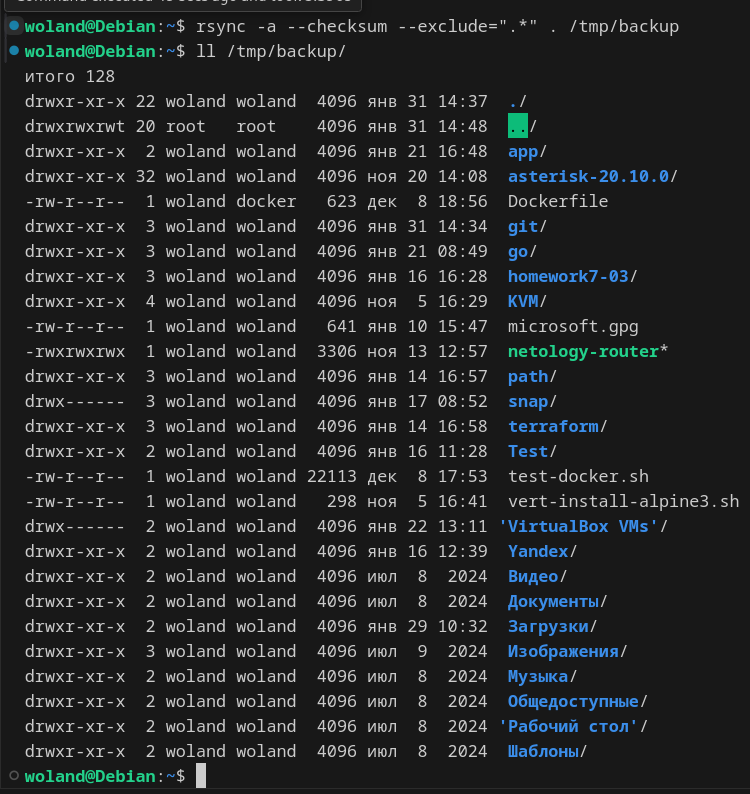 woland@Debian:~$ rsync -a --checksum --exclude=".*" . /tmp/backup
woland@Debian:~$ ll /tmp/backup/
итого 128
drwxr-xr-x 22 woland woland  4096 янв 31 14:37  ./
drwxrwxrwt 20 root   root    4096 янв 31 14:48  ../
drwxr-xr-x  2 woland woland  4096 янв 21 16:48  app/
drwxr-xr-x 32 woland woland  4096 ноя 20 14:08  asterisk-20.10.0/
-rw-r--r--  1 woland docker   623 дек  8 18:56  Dockerfile
drwxr-xr-x  3 woland woland  4096 янв 31 14:34  git/
drwxr-xr-x  3 woland woland  4096 янв 21 08:49  go/
drwxr-xr-x  3 woland woland  4096 янв 16 16:28  homework7-03/
drwxr-xr-x  4 woland woland  4096 ноя  5 16:29  KVM/
-rw-r--r--  1 woland woland   641 янв 10 15:47  microsoft.gpg
-rwxrwxrwx  1 woland woland  3306 ноя 13 12:57  netology-router*
drwxr-xr-x  3 woland woland  4096 янв 14 16:57  path/
drwx------  3 woland woland  4096 янв 17 08:52  snap/
drwxr-xr-x  3 woland woland  4096 янв 14 16:58  terraform/
drwxr-xr-x  2 woland woland  4096 янв 16 11:28  Test/
-rw-r--r--  1 woland woland 22113 дек  8 17:53  test-docker.sh
-rw-r--r--  1 woland woland   298 ноя  5 16:41  vert-install-alpine3.sh
drwx------  2 woland woland  4096 янв 22 13:11 'VirtualBox VMs'/
drwxr-xr-x  2 woland woland  4096 янв 16 12:39  Yandex/
drwxr-xr-x  2 woland woland  4096 июл  8  2024  Видео/
drwxr-xr-x  2 woland woland  4096 июл  8  2024  Документы/
drwxr-xr-x  2 woland woland  4096 янв 29 10:32  Загрузки/
drwxr-xr-x  3 woland woland  4096 июл  9  2024  Изображения/
drwxr-xr-x  2 woland woland  4096 июл  8  2024  Музыка/
drwxr-xr-x  2 woland woland  4096 июл  8  2024  Общедоступные/
drwxr-xr-x  2 woland woland  4096 июл  8  2024 'Рабочий стол'/
drwxr-xr-x  2 woland woland  4096 июл  8  2024  Шаблоны/
woland@Debian:~$